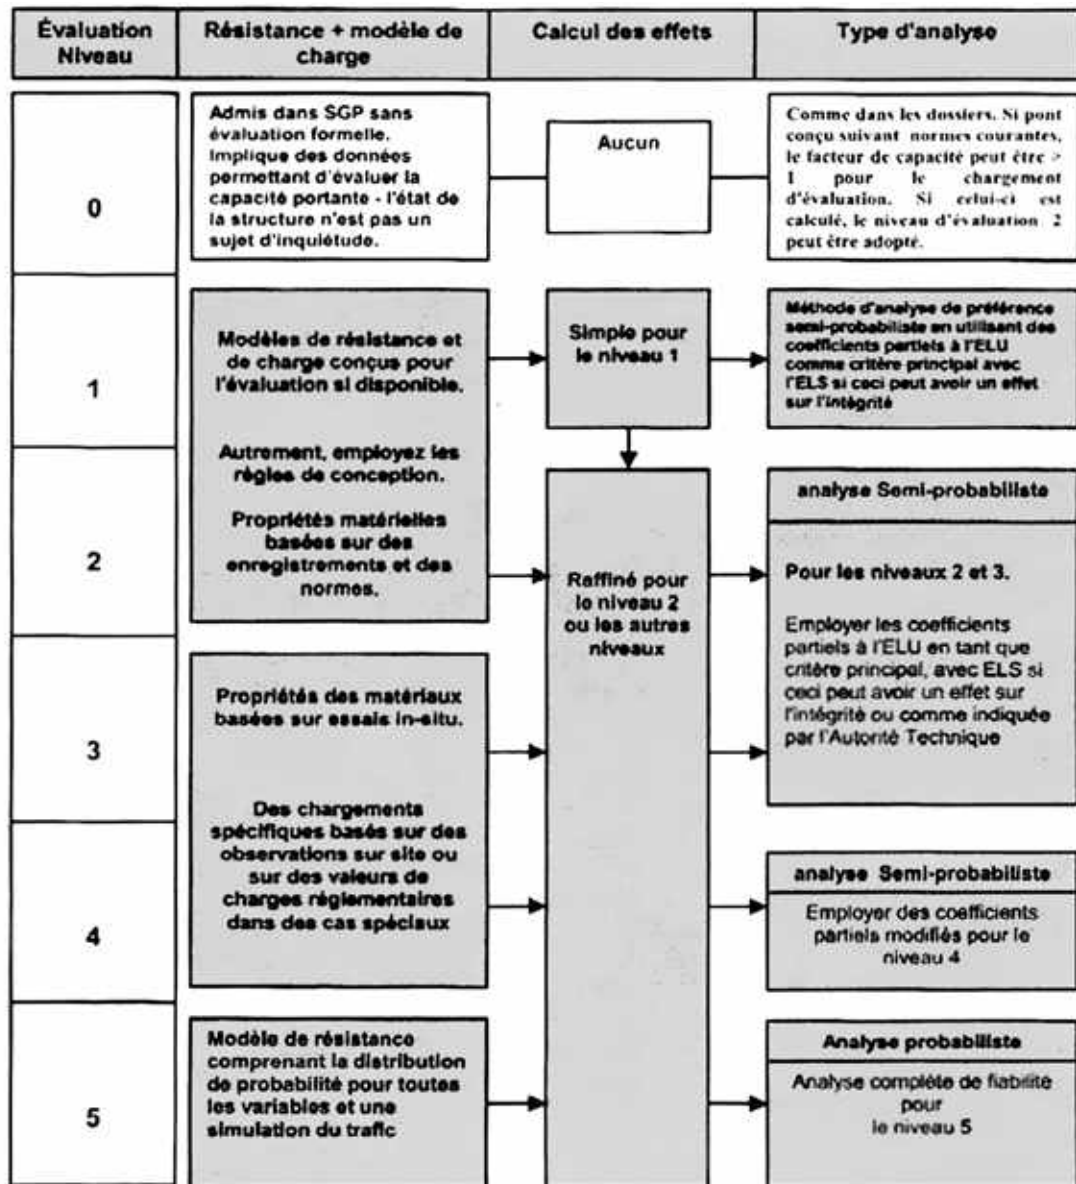 Évaluation
Niveau
Résistance + modèle de
charge
Calcul des effets
Type d'analyse
0
Admis dans SGP sans
évaluation formelle.
Implique des données
permettant d'évaluer la
capacité portante - l'état de
la structure n'est pas un
sujet d'inquiétude.
Aucun
Comme dans les dossiers. Si pont
conçu suivant normes courantes,
le facteur de capacité peut être >
1 pour le chargement
d'évaluation. Si celui-ci est
calculé, le niveau d'évaluation 2
peut être adopté.
1
Modèles de résistance et
de charge conçus pour
l'évaluation si disponible.
Simple pour
le niveau 1
Méthode d'analyse de préférence
semi-probabiliste en utilisant des
coefficients partiels à l'ELU
comme critère principal avec
l'ELS si ceci peut avoir un effet
sur l'intégrité
2
Autrement, employez les
règles de conception.
Propriétés matérielles
basées sur des
enregistrements et des
normes.
Raffiné pour
le niveau 2
ou les autres
niveaux
analyse Semi-probabiliste
Pour les niveaux 2 et 3.
Employer les coefficients
partiels à l'ELU en tant que
critère principal, avec ELS si
ceci peut avoir un effet sur
l'intégrité ou comme indiquée
par l'Autorité Technique
3
Propriétés des matériaux
basées sur essais in-situ.
Des chargements
spécifiques basés sur des
observations sur site ou
sur des valeurs de
charges réglementaires
dans des cas spéciaux
4
analyse Semi-probabiliste
Employer des coefficients
partiels modifiés pour le
niveau 4
5
Modèle de résistance
comprenant la distribution
de probabilité pour toutes
les variables et une
simulation du trafic
Analyse probabiliste
Analyse complète de fiabilité
pour
le niveau 5